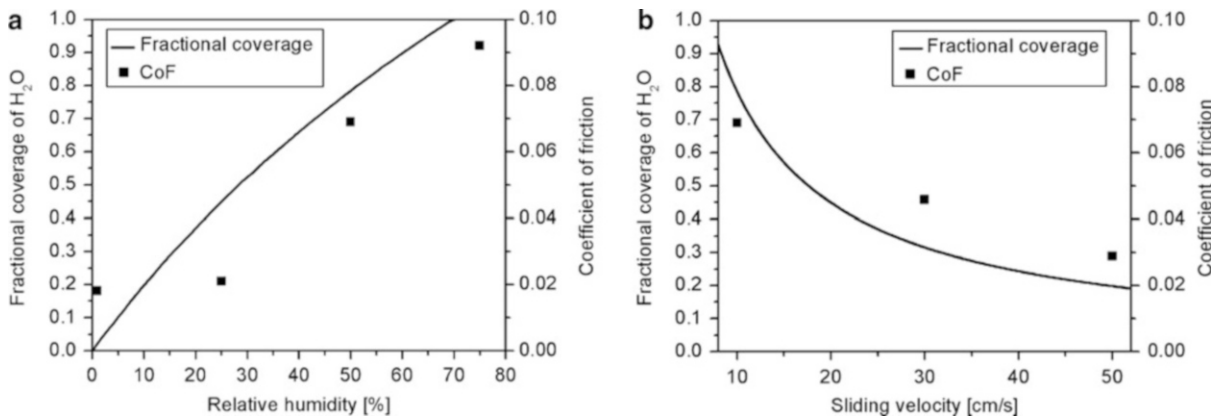 a
Fractional coverage
CoF
Fractional coverage of H₂O
1.0
0.9
0.8
0.7
0.6
0.5
0.4
0.3
0.2
0.1
0.0
0.10
0.08
0.06
0.04
0.02
0.00
Coefficient of friction
0 10 20 30 40 50 60 70 80
Relative humidity [%]
b
Fractional coverage
CoF
Fractional coverage of H₂O
1.0
0.9
0.8
0.7
0.6
0.5
0.4
0.3
0.2
0.1
0.0
0.10
0.08
0.06
0.04
0.02
0.00
Coefficient of friction
10 20 30 40 50
Sliding velocity [cm/s]